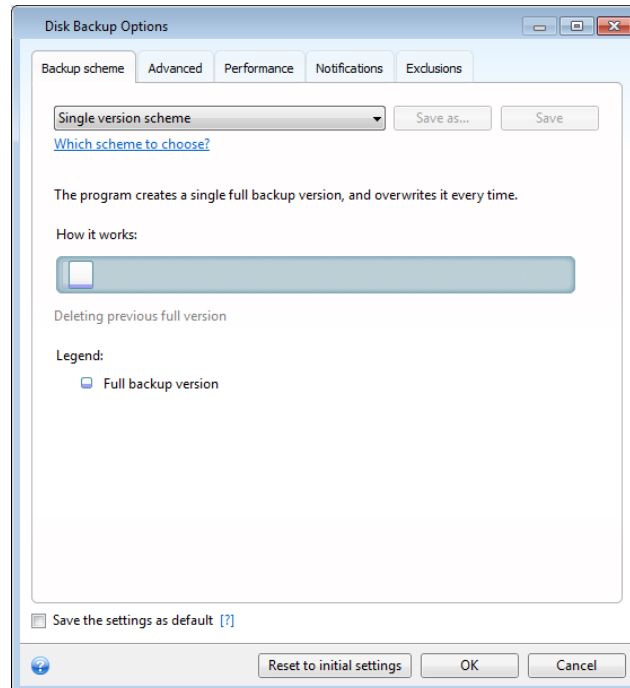 Disk Backup Options
Backup scheme Advanced Performance Notifications Exclusions
Single version scheme Save as... Save
Which scheme to choose?
The program creates a single full backup version, and overwrites it every time.
How it works:
Deleting previous full version
Legend:
Full backup version
Save the settings as default [?]
? Reset to initial settings OK Cancel